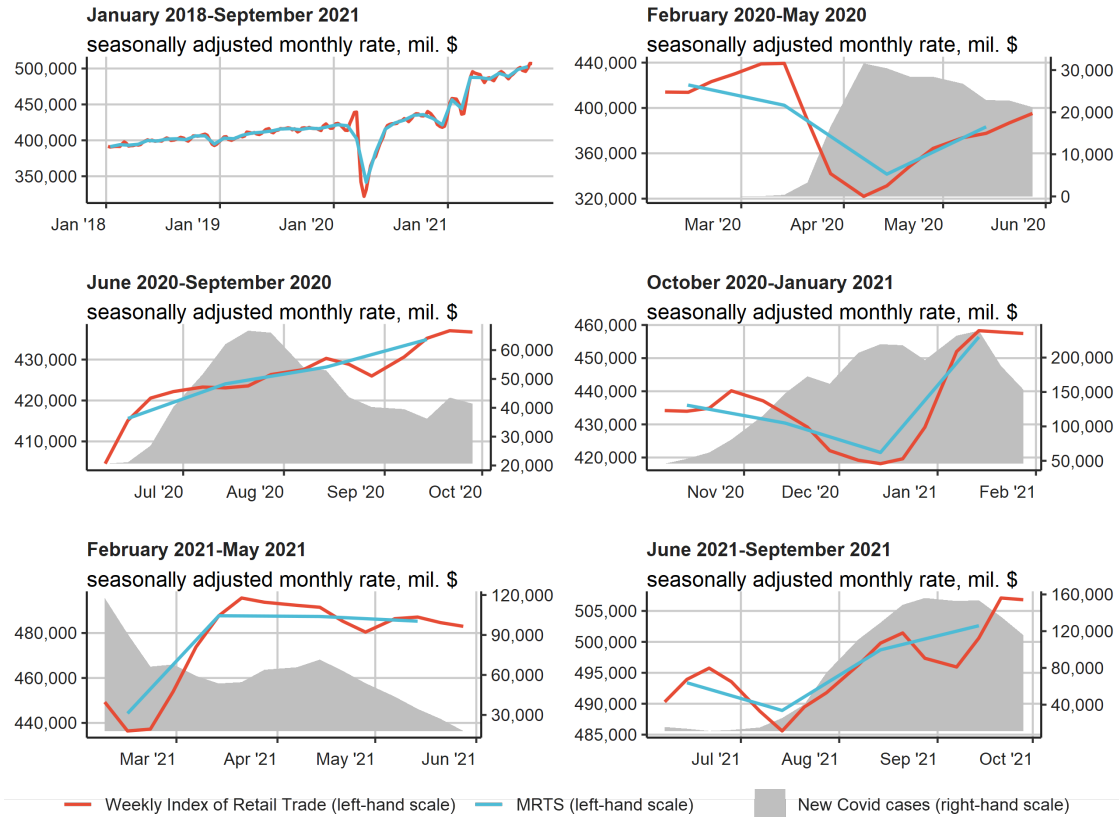 January 2018-September 2021
seasonally adjusted monthly rate, mil. $
500,000
450,000
400,000
350,000
Jan '18 Jan '19 Jan '20 Jan '21
February 2020-May 2020
seasonally adjusted monthly rate, mil. $
440,000
400,000
360,000
320,000
30,000
20,000
10,000
0
Mar '20 Apr '20 May '20 Jun '20
June 2020-September 2020
seasonally adjusted monthly rate, mil. $
430,000
420,000
410,000
60,000
50,000
40,000
30,000
20,000
Jul '20 Aug '20 Sep '20 Oct '20
October 2020-January 2021
seasonally adjusted monthly rate, mil. $
460,000
450,000
440,000
430,000
420,000
200,000
150,000
100,000
50,000
Nov '20 Dec '20 Jan '21 Feb '21
February 2021-May 2021
seasonally adjusted monthly rate, mil. $
480,000
460,000
440,000
120,000
90,000
60,000
30,000
Mar '21 Apr '21 May '21 Jun '21
June 2021-September 2021
seasonally adjusted monthly rate, mil. $
505,000
500,000
495,000
490,000
485,000
160,000
120,000
80,000
40,000
Jul '21 Aug '21 Sep '21 Oct '21
Weekly Index of Retail Trade (left-hand scale) MRTS (left-hand scale) New Covid cases (right-hand scale)